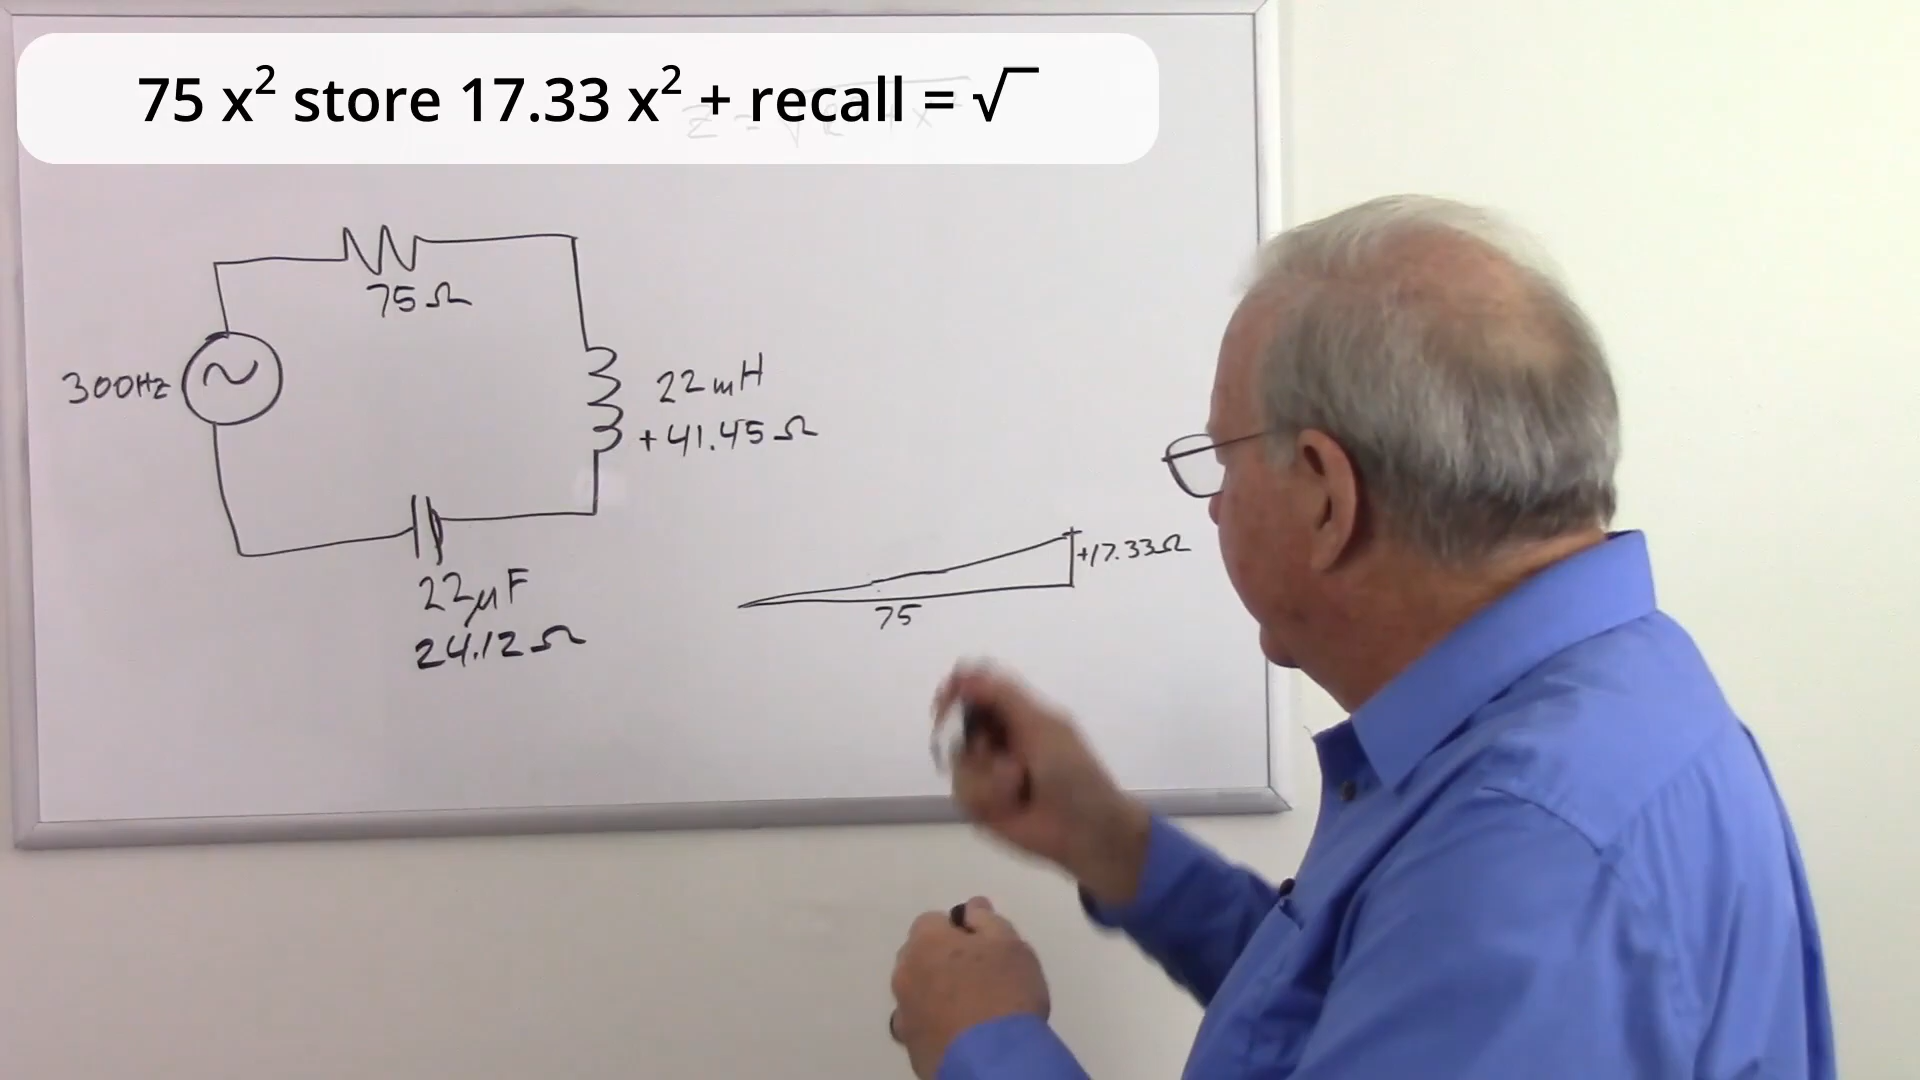 75 x² store 17.33 x² + recall = √
75Ω
300Hz
22mH
+41.45Ω
22µF
24.12Ω
+17.33Ω
75